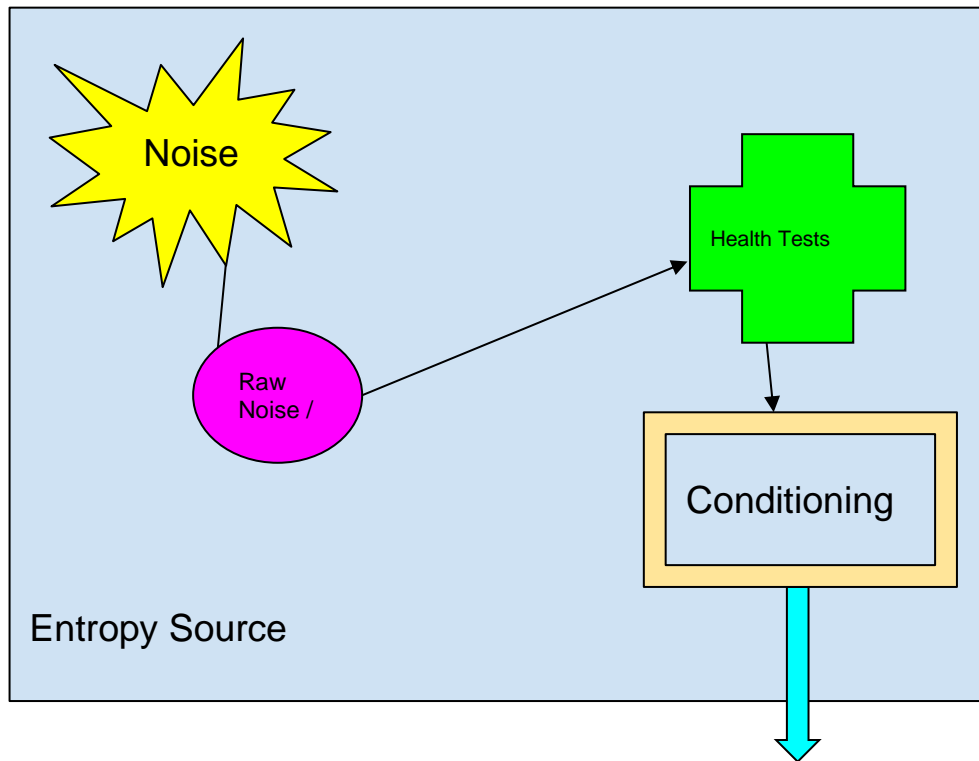 Noise
Health Tests
Raw
Noise /
Conditioning
Entropy Source